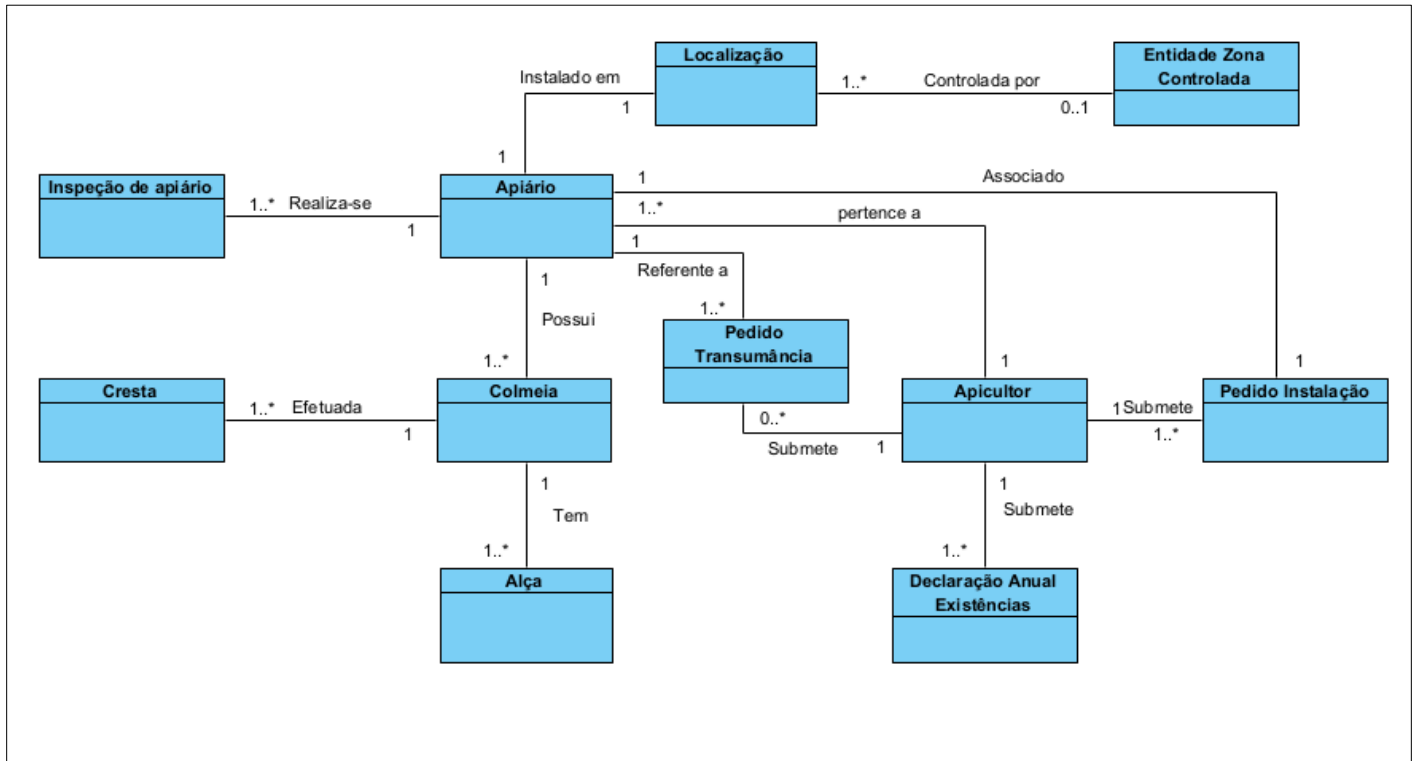 Localização
Entidade Zona
Controlada
Instalado em
1..*
Controlada por
1
0..1
1
Inspeção de apiário
Apiário
1
Associado
1..*
Realiza-se
1..*
pertence a
1
1
1
Referente a
Possui
1..*
Pedido
Transumância
1..*
1
1
Cresta
Colmeia
Apicultor
Pedido Instalação
1..*
Efetuada
1
Submete
1
0..*
1..*
Submete
1
1
1
Tem
Submete
1..*
1..*
Alça
Declaração Anual
Existências